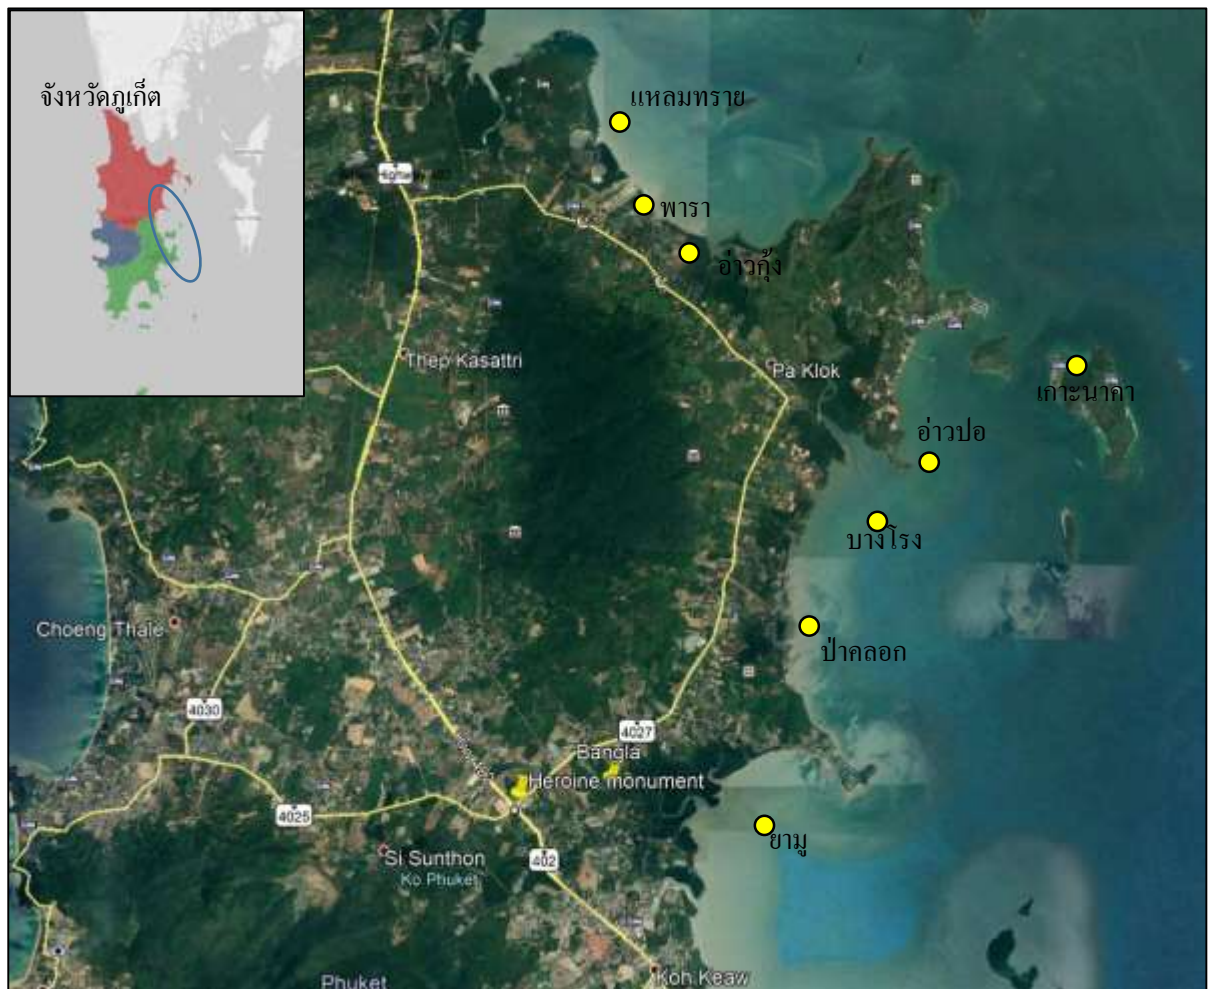 จังหวัดภูเก็ต
แหลมทราย
พารา
อ่าวกุ้ง
Thep Kasattri
Pa Klok
เกาะนาคา
อ่าวปอ
บางโรง
Choeng Thale
ป่าคลอก
4030
4027
Bangla
Heroine monument
4025
ยามู
Si Sunthon
Ko Phuket
402
Koh Keaw
Phuket